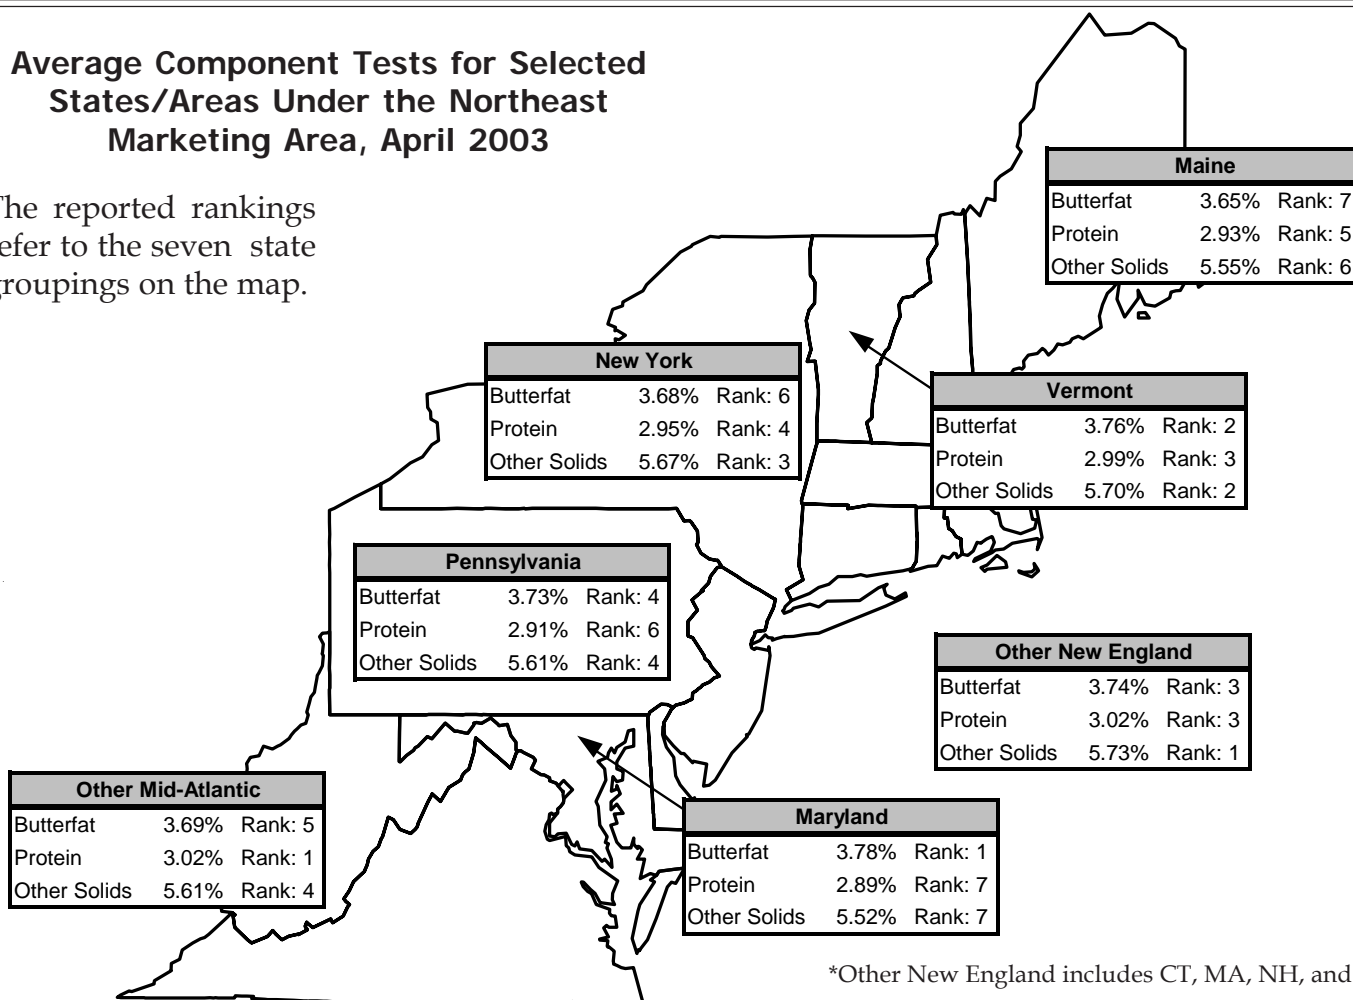 Average Component Tests for Selected
States/Areas Under the Northeast
Marketing Area, April 2003
The reported rankings
refer to the seven state
groupings on the map.
Maine
Butterfat 3.65% Rank: 7
Protein 2.93% Rank: 5
Other Solids 5.55% Rank: 6
New York
Butterfat 3.68% Rank: 6
Protein 2.95% Rank: 4
Other Solids 5.67% Rank: 3
Vermont
Butterfat 3.76% Rank: 2
Protein 2.99% Rank: 3
Other Solids 5.70% Rank: 2
Pennsylvania
Butterfat 3.73% Rank: 4
Protein 2.91% Rank: 6
Other Solids 5.61% Rank: 4
Other New England
Butterfat 3.74% Rank: 3
Protein 3.02% Rank: 3
Other Solids 5.73% Rank: 1
Other Mid-Atlantic
Butterfat 3.69% Rank: 5
Protein 3.02% Rank: 1
Other Solids 5.61% Rank: 4
Maryland
Butterfat 3.78% Rank: 1
Protein 2.89% Rank: 7
Other Solids 5.52% Rank: 7
*Other New England includes CT, MA, NH, and